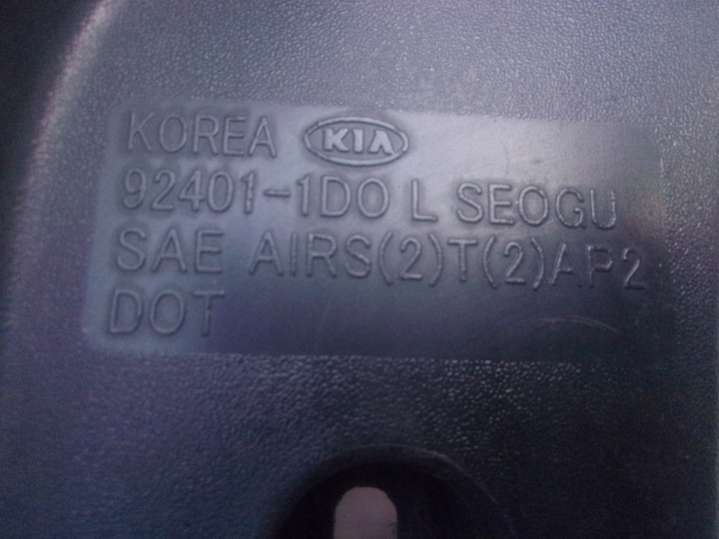 KOREA KIA
92401-1D0 L SEOGU
SAE AIRS(2)T(2)AP2
DOT